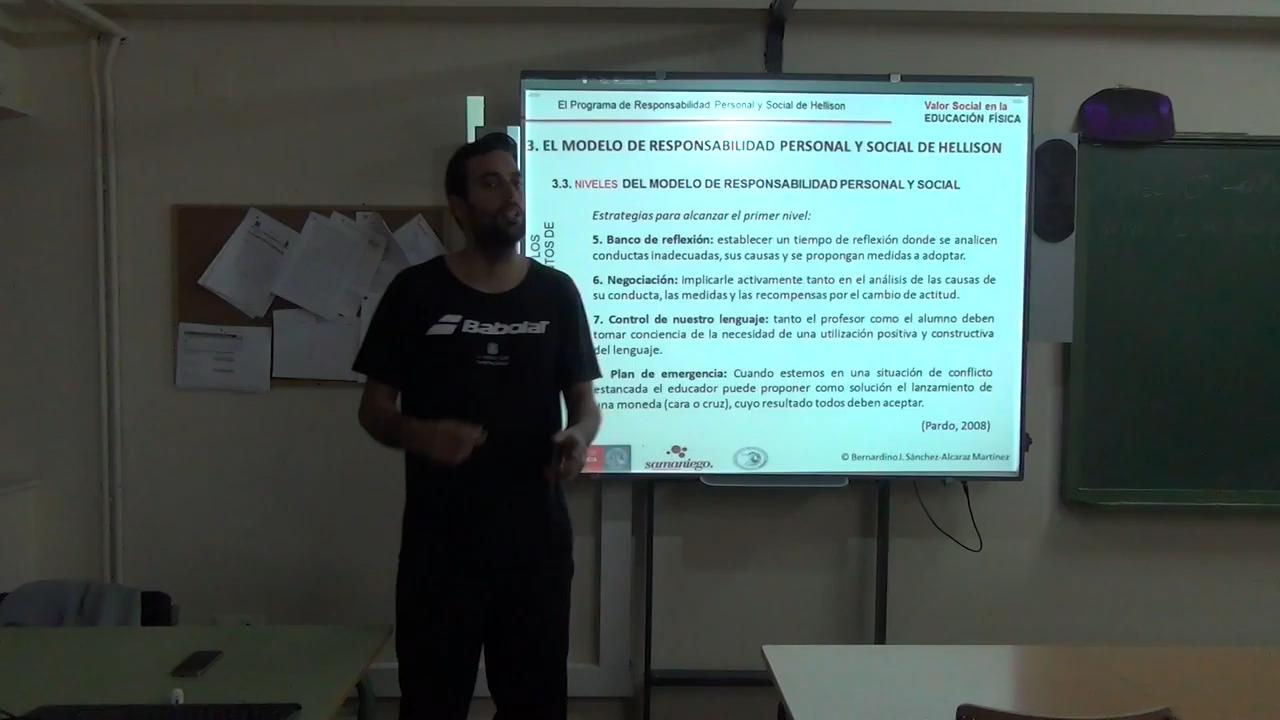 El Programa de Responsabilidad Personal y Social de Hellison
Valor Social en la
EDUCACIÓN FÍSICA
3. EL MODELO DE RESPONSABILIDAD PERSONAL Y SOCIAL DE HELLISON
3.3. NIVELES DEL MODELO DE RESPONSABILIDAD PERSONAL Y SOCIAL
LOS
TOS DE
Estrategias para alcanzar el primer nivel:
5. Banco de reflexión: establecer un tiempo de reflexión donde se analicen
conductas inadecuadas, sus causas y se propongan medidas a adoptar.
6. Negociación: implicarle activamente tanto en el análisis de las causas de
su conducta, las medidas y las recompensas por el cambio de actitud.
7. Control de nuestro lenguaje: tanto el profesor como el alumno deben
tomar conciencia de la necesidad de una utilización positiva y constructiva
del lenguaje.
Plan de emergencia: Cuando estemos en una situación de conflicto
estancada el educador puede proponer como solución el lanzamiento de
una moneda (cara o cruz), cuyo resultado todos deben aceptar.
(Pardo, 2008)
samaniego.
© Bernardino J. Sánchez-Alcaraz Martínez
Babolat